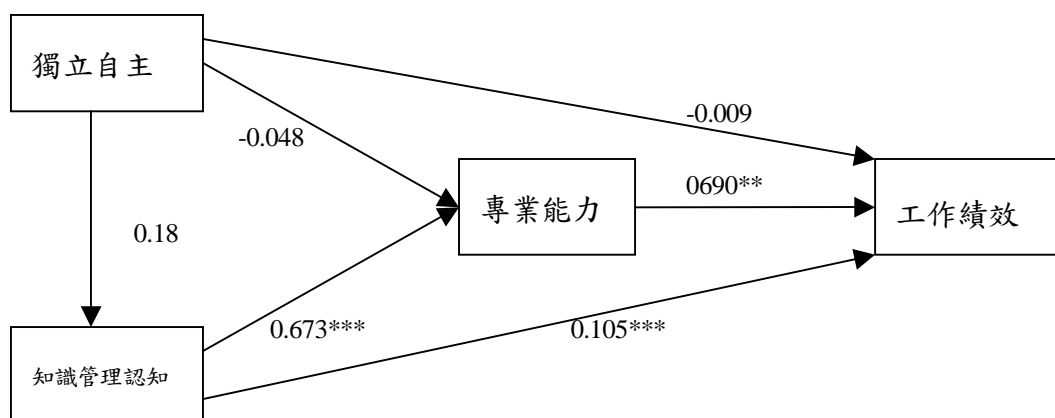 獨立自主
-0.009
-0.048
專業能力
0690**
工作績效
0.18
0.673***
0.105***
知識管理認知